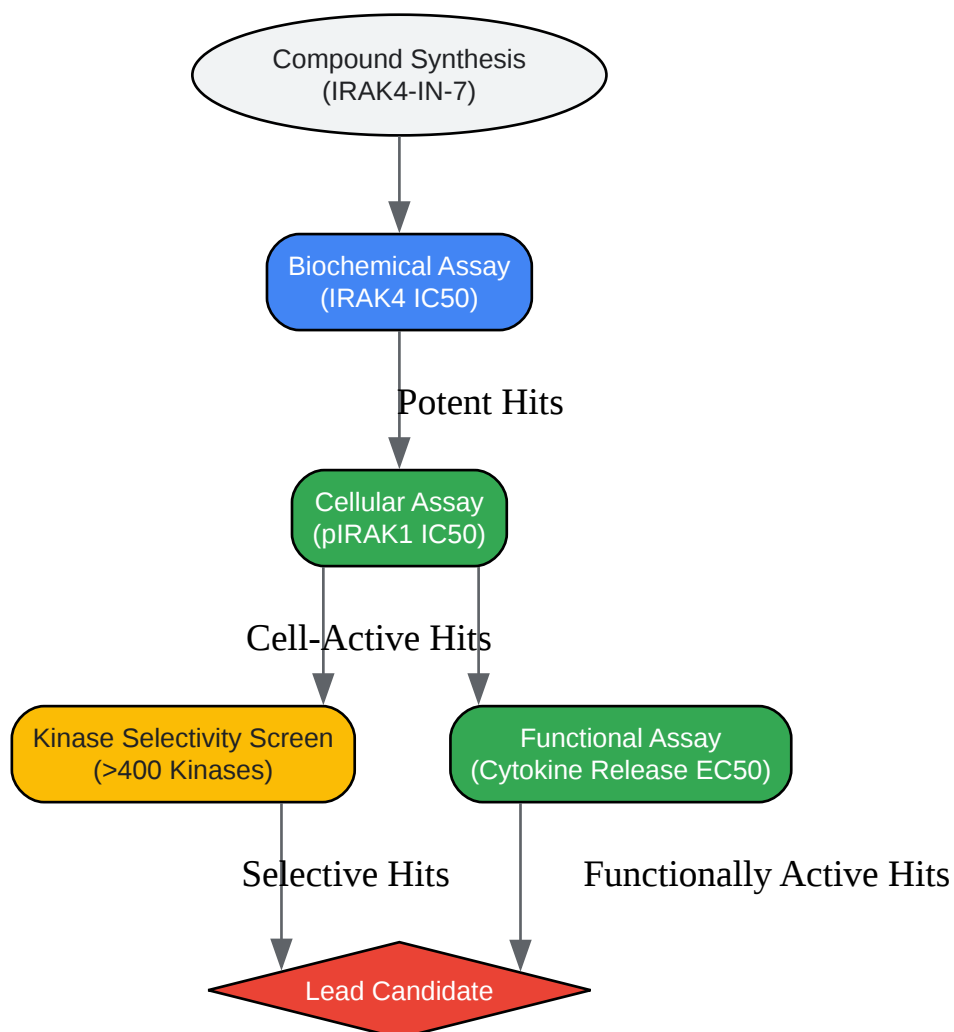 Compound Synthesis
(IRAK4-IN-7)
Biochemical Assay
(IRAK4 IC50)
Potent Hits
Cellular Assay
(pIRAK1 IC50)
Cell-Active Hits
Kinase Selectivity Screen
(>400 Kinases)
Functional Assay
(Cytokine Release EC50)
Selective Hits
Functionally Active Hits
Lead Candidate